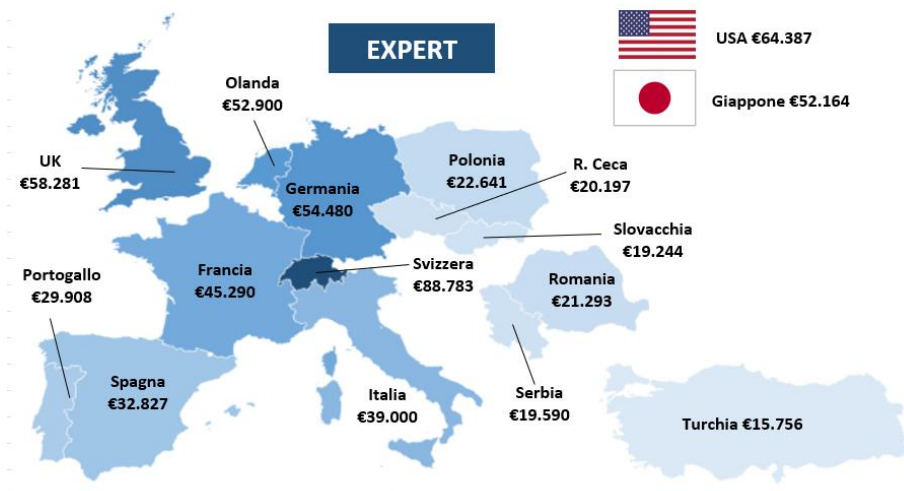 EXPERT
USA €64.387
Giappone €52.164
Olanda
€52.900
UK
€58.281
Germania
€54.480
Polonia
€22.641
R. Ceca
€20.197
Slovacchia
€19.244
Portogallo
€29.908
Francia
€45.290
Svizzera
€88.783
Romania
€21.293
Spagna
€32.827
Italia
€39.000
Serbia
€19.590
Turchia €15.756